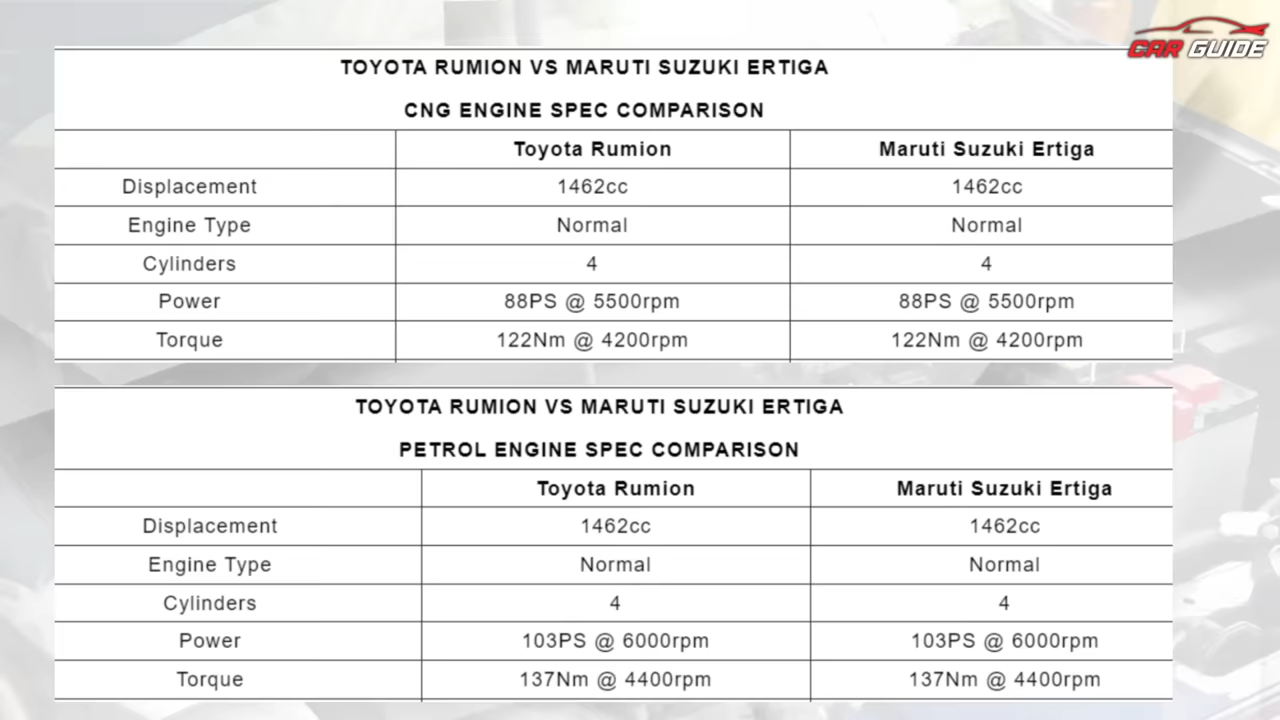 CAR GUIDE
TOYOTA RUMION VS MARUTI SUZUKI ERTIGA
CNG ENGINE SPEC COMPARISON
Toyota Rumion Maruti Suzuki Ertiga
Displacement 1462cc 1462cc
Engine Type Normal Normal
Cylinders 4 4
Power 88PS @ 5500rpm 88PS @ 5500rpm
Torque 122Nm @ 4200rpm 122Nm @ 4200rpm
TOYOTA RUMION VS MARUTI SUZUKI ERTIGA
PETROL ENGINE SPEC COMPARISON
Toyota Rumion Maruti Suzuki Ertiga
Displacement 1462cc 1462cc
Engine Type Normal Normal
Cylinders 4 4
Power 103PS @ 6000rpm 103PS @ 6000rpm
Torque 137Nm @ 4400rpm 137Nm @ 4400rpm